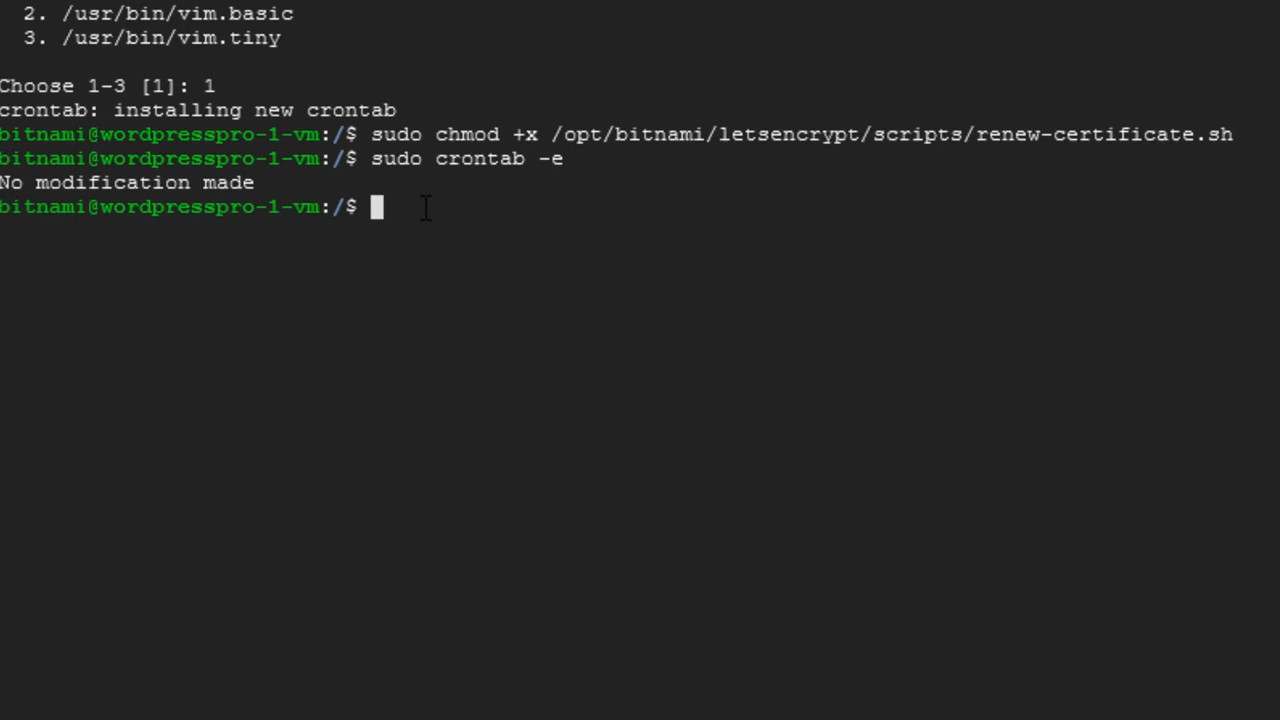 2. /usr/bin/vim.basic
3. /usr/bin/vim.tiny
Choose 1-3 [1]: 1
crontab: installing new crontab
bitnami@wordpresspro-1-vm:/$ sudo chmod +x /opt/bitnami/letsencrypt/scripts/renew-certificate.sh
bitnami@wordpresspro-1-vm:/$ sudo crontab -e
No modification made
bitnami@wordpresspro-1-vm:/$